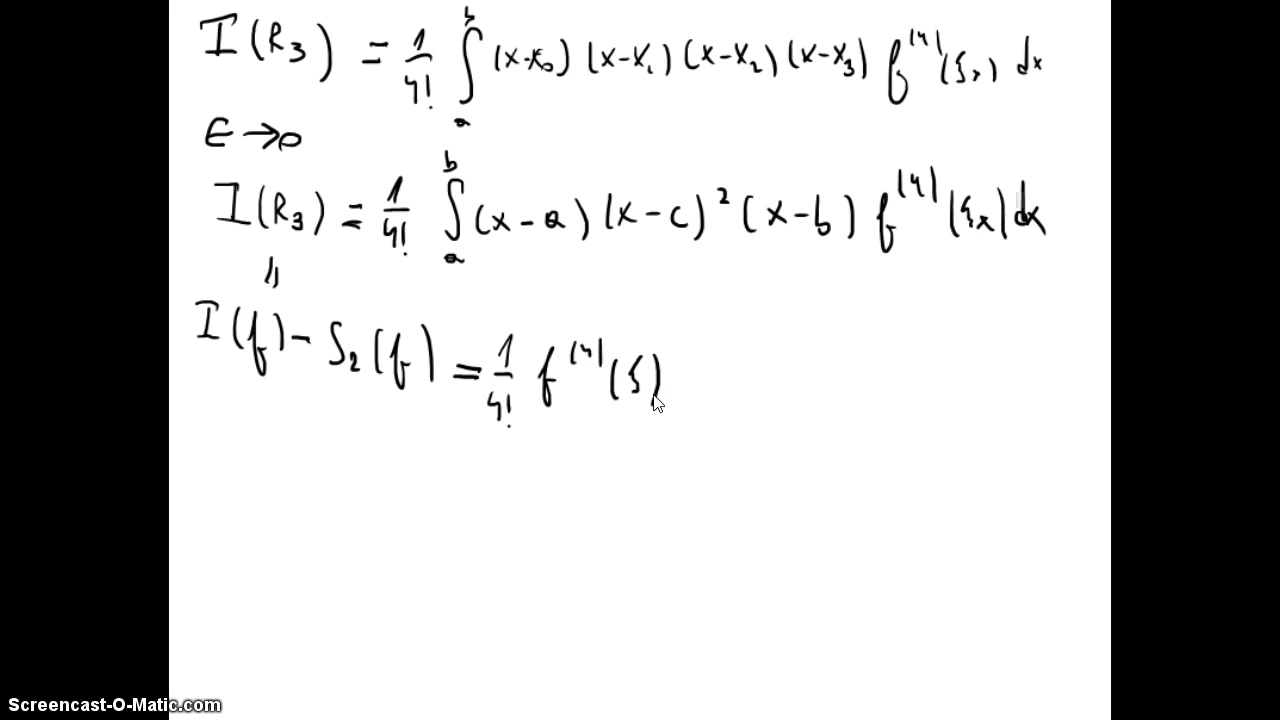 I(R₃) = 1/4! ∫ₐᵇ (x-x₀) (x-x₁) (x-x₂) (x-x₃) f⁽⁴⁾(ξₓ) dx
ε → 0
I(R₃) = 1/4! ∫ₐᵇ (x-a) (x-c)² (x-b) f⁽⁴⁾(ξₓ) dx
//
I(f) - S₂(f) = 1/4! f⁽⁴⁾(ξ)
Screencast-O-Matic.com